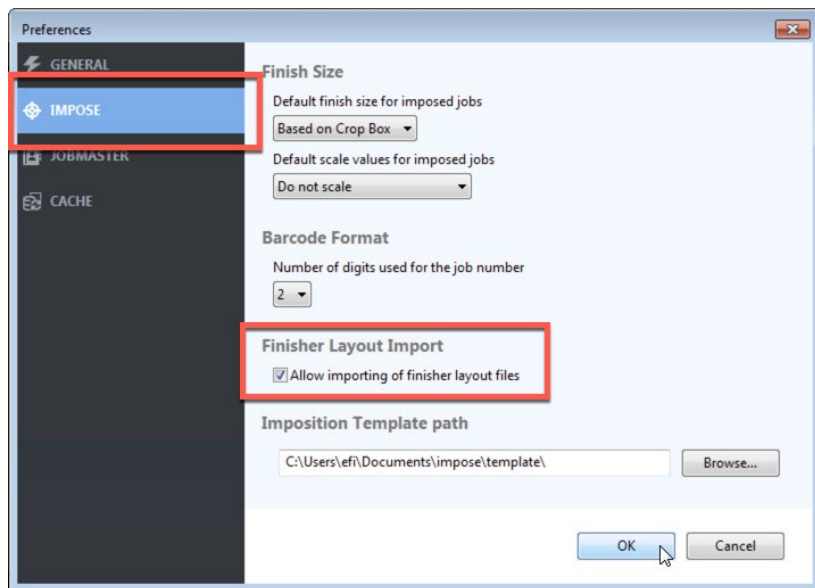 Preferences
GENERAL
IMPOSE
JOBMASTER
CACHE
Finish Size
Default finish size for imposed jobs
Based on Crop Box
Default scale values for imposed jobs
Do not scale
Barcode Format
Number of digits used for the job number
2
Finisher Layout Import
Allow importing of finisher layout files
Imposition Template path
C:\Users\efi\Documents\impose\template\
Browse...
OK
Cancel